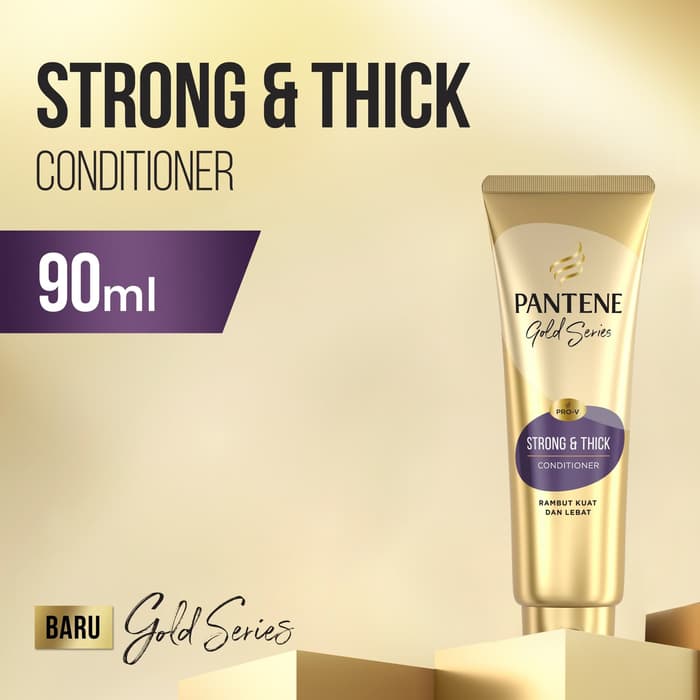 STRONG & THICK
CONDITIONER
90ml
PANTENE
Gold Series
PRO-V
STRONG & THICK
CONDITIONER
RAMBUT KUAT
DAN LEBAT
BARU Gold Series